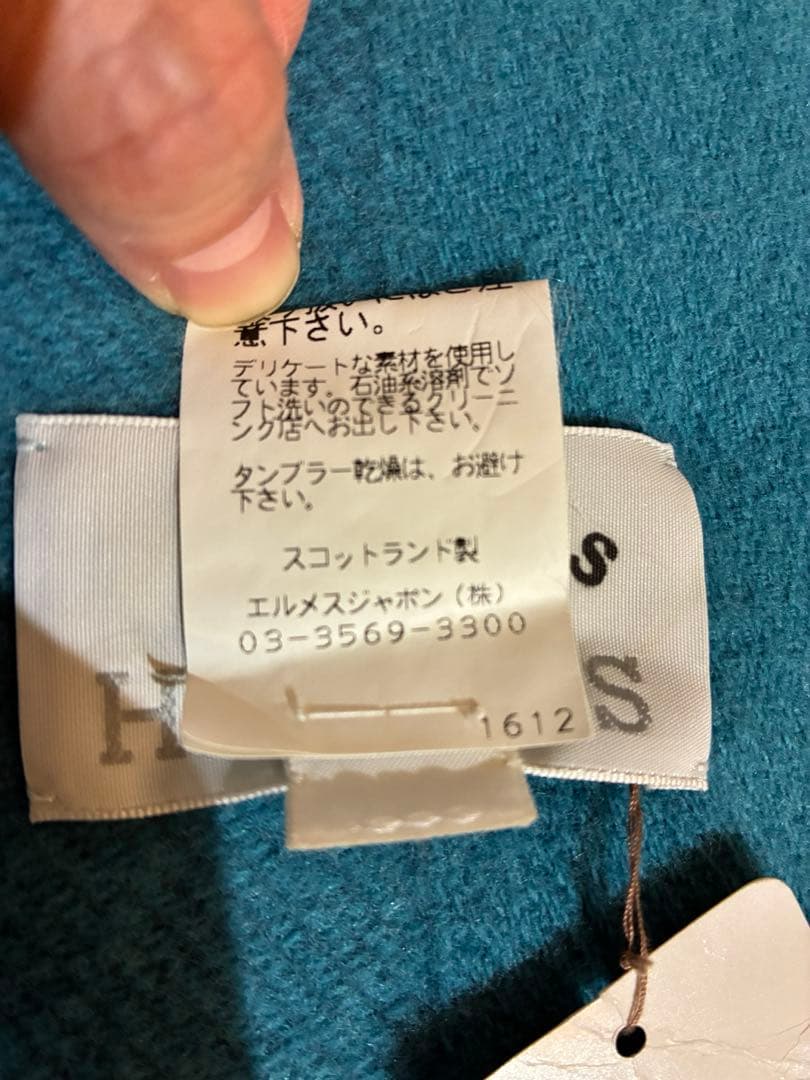 意下さい。
デリケートな素材を使用し
ています。石油系溶剤でソ
フト洗いのできるクリーニ
ング店へお出し下さい。
タンブラー乾燥は、お避け
下さい。
スコットランド製
エルメスジャポン（株）
03-3569-3300
1612
s
H
S